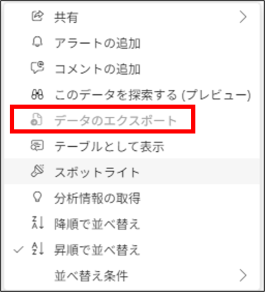 共有
アラートの追加
コメントの追加
このデータを探索する (プレビュー)
データのエクスポート
テーブルとして表示
スポットライト
分析情報の取得
降順で並べ替え
昇順で並べ替え
並べ替え条件